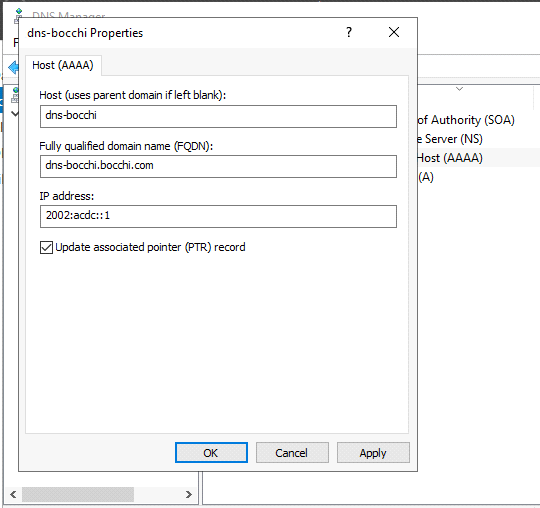 DNS Manager
dns-bocchi Properties
Host (AAAA)
Host (uses parent domain if left blank):
dns-bocchi
Fully qualified domain name (FQDN):
dns-bocchi.bocchi.com
IP address:
2002:acdc::1
Update associated pointer (PTR) record
OK
Cancel
Apply
of Authority (SOA)
Server (NS)
Host (AAAA)
(A)